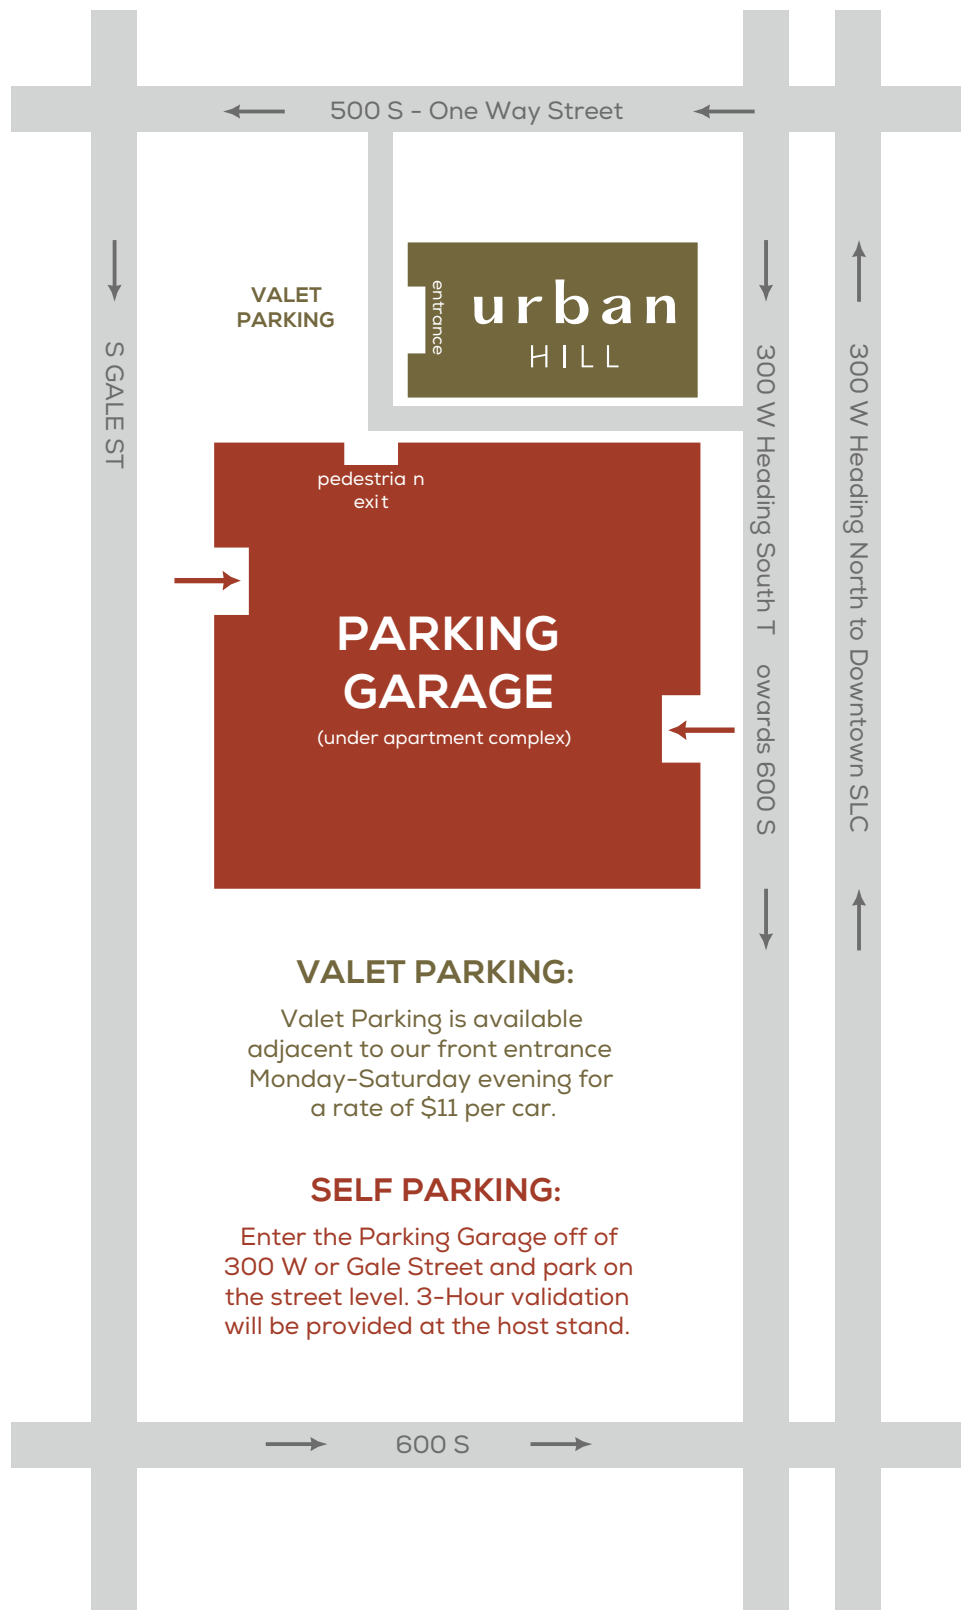 500 S - One Way Street
VALET
PARKING
entrance
urban
HILL
S GALE ST
300 W Heading South T owards 600 S
300 W Heading North to Downtown SLC
pedestria n
exit
PARKING
GARAGE
(under apartment complex)
VALET PARKING:
Valet Parking is available
adjacent to our front entrance
Monday-Saturday evening for
a rate of $11 per car.
SELF PARKING:
Enter the Parking Garage off of
300 W or Gale Street and park on
the street level. 3-Hour validation
will be provided at the host stand.
600 S